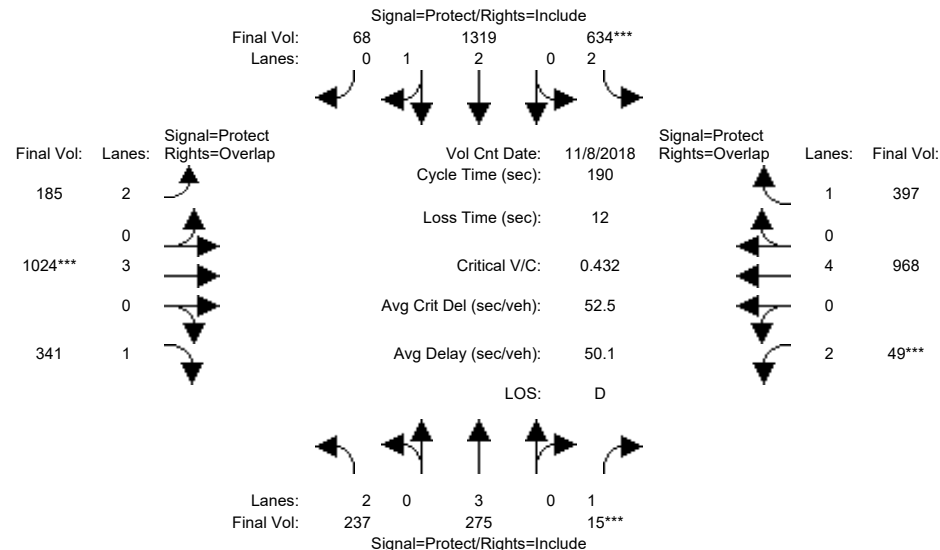 Signal=Protect/Rights=Include
Final Vol: 68 1319 634***
Lanes: 0 1 2 0 2
Signal=Protect
Final Vol: Lanes: Rights=Overlap
Vol Cnt Date: 11/8/2018
Signal=Protect
Rights=Overlap Lanes: Final Vol:
Cycle Time (sec): 190
185 2
1 397
Loss Time (sec): 12
0
0
1024*** 3
Critical V/C: 0.432
4 968
0
Avg Crit Del (sec/veh): 52.5
0
341 1
Avg Delay (sec/veh): 50.1
2 49***
LOS: D
Lanes: 2 0 3 0 1
Final Vol: 237 275 15***
Signal=Protect/Rights=Include